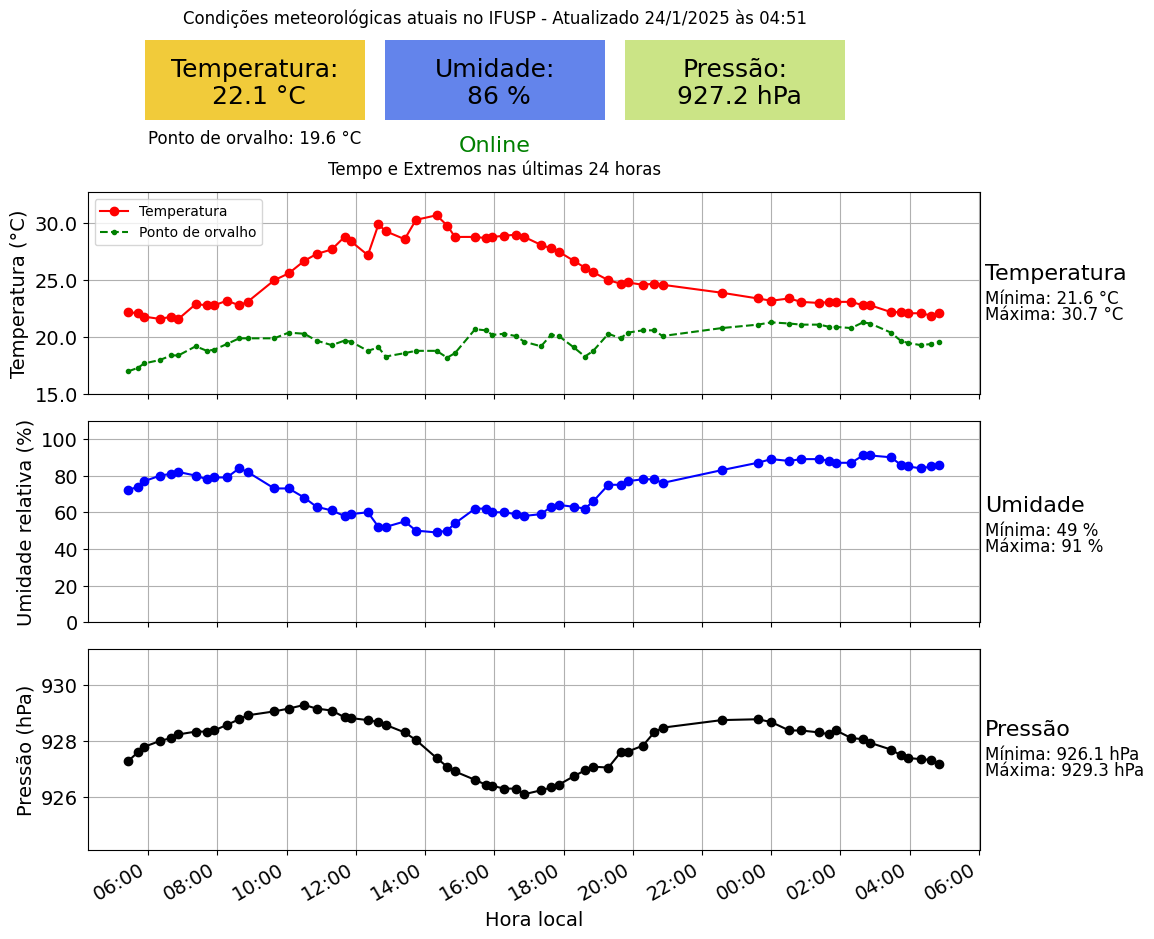 Condições meteorológicas atuais no IFUSP - Atualizado 24/1/2025 às 04:51
Temperatura:
22.1 °C
Umidade:
86 %
Pressão:
927.2 hPa
Ponto de orvalho: 19.6 °C
Online
Tempo e Extremos nas últimas 24 horas
Temperatura (°C)
30.0
25.0
20.0
15.0
Temperatura
Ponto de orvalho
Temperatura
Mínima: 21.6 °C
Máxima: 30.7 °C
Umidade relativa (%)
100
80
60
40
20
0
Umidade
Mínima: 49 %
Máxima: 91 %
Pressão (hPa)
930
928
926
Pressão
Mínima: 926.1 hPa
Máxima: 929.3 hPa
06:00 08:00 10:00 12:00 14:00 16:00 18:00 20:00 22:00 00:00 02:00 04:00 06:00
Hora local